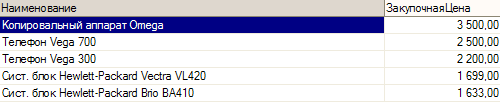 Наименование ЗакупочнаяЦена
Копировальный аппарат Omega 3 500,00
Телефон Vega 700 2 500,00
Телефон Vega 300 2 200,00
Сист. блок Hewlett-Packard Vectra VL420 1 699,00
Сист. блок Hewlett-Packard Brio BA410 1 633,00